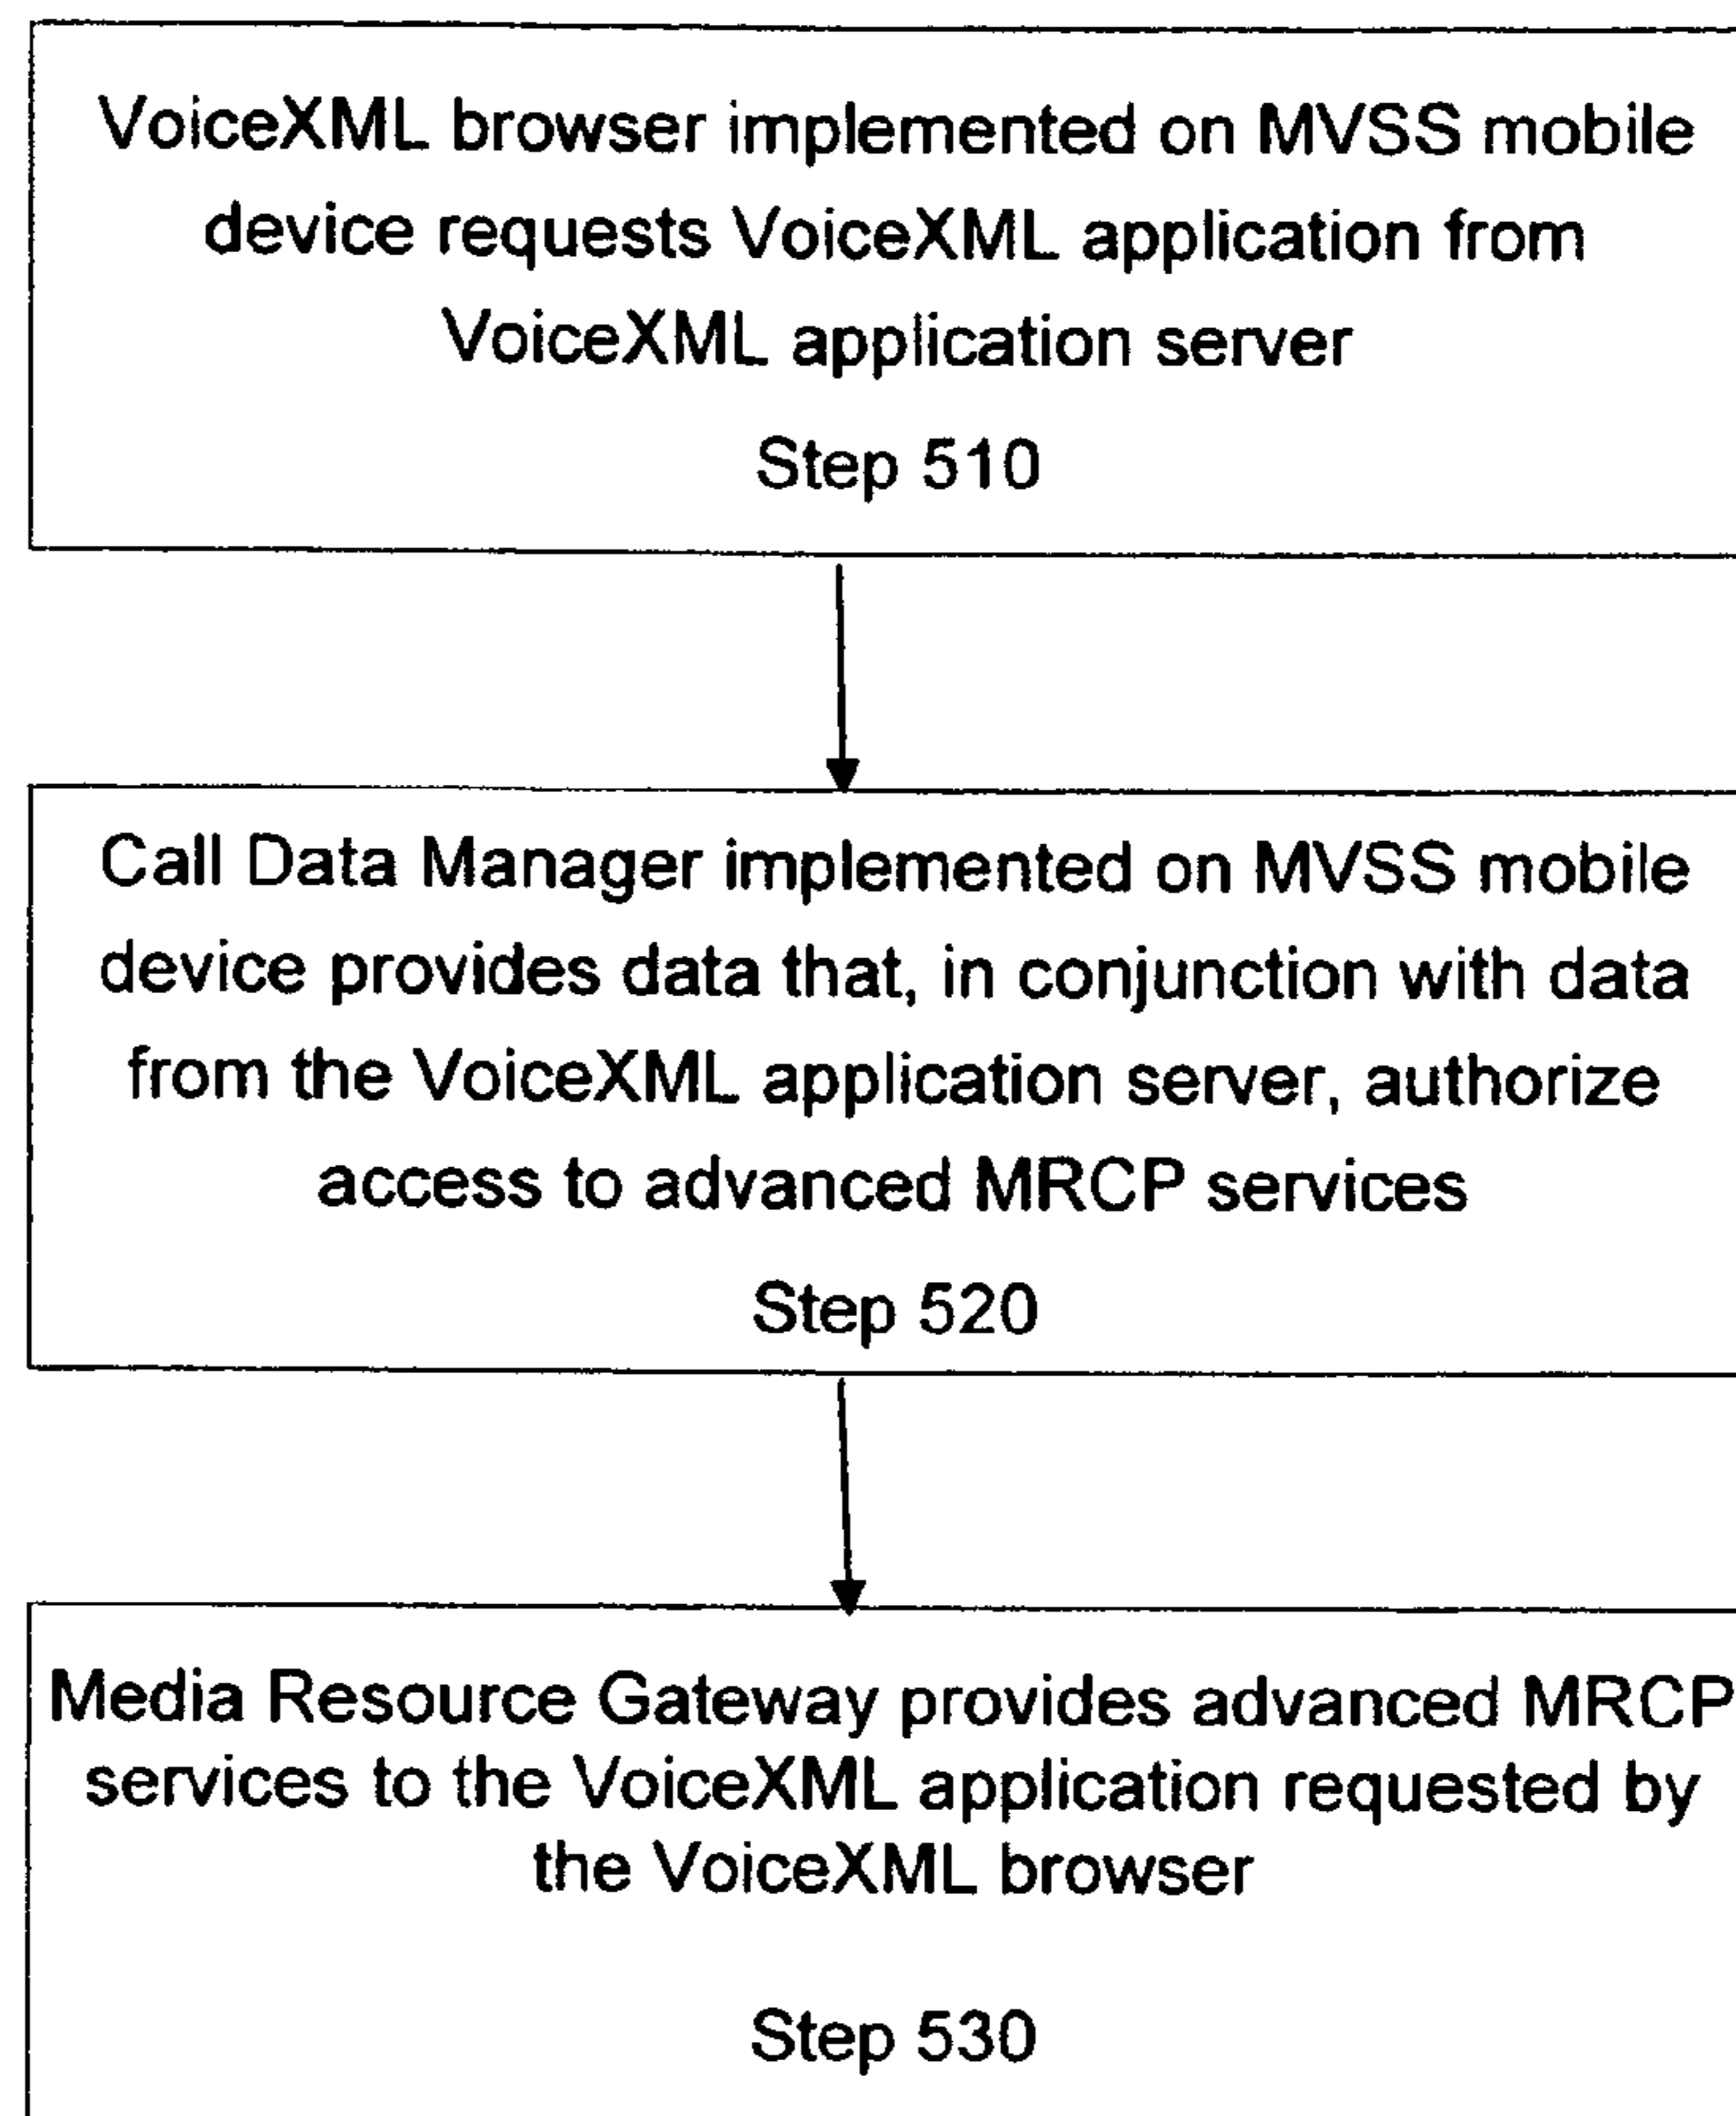 VoiceXML browser implemented on MVSS mobile
device requests VoiceXML application from
VoiceXML application server
Step 510
Call Data Manager implemented on MVSS mobile
device provides data that, in conjunction with data
from the VoiceXML application server, authorize
access to advanced MRCP services
Step 520
Media Resource Gateway provides advanced MRCP
services to the VoiceXML application requested by
the VoiceXML browser
Step 530